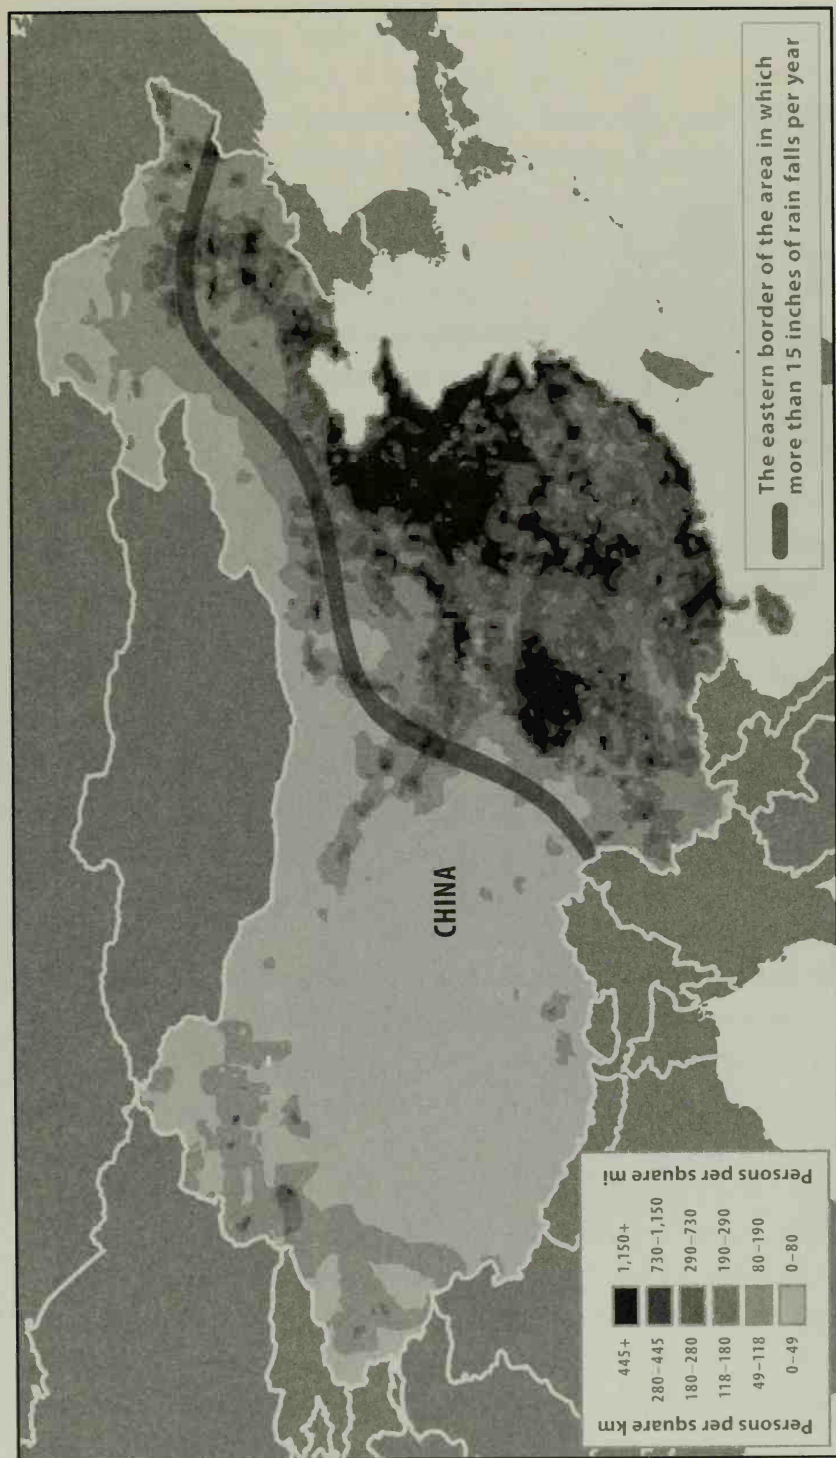 CHINA
The eastern border of the area in which
more than 15 inches of rain falls per year
Persons per square km
Persons per square mi
445+ 1,150+
280–445 730–1,150
180–280 290–730
118–180 190–290
49–118 80–190
0–49 0–80